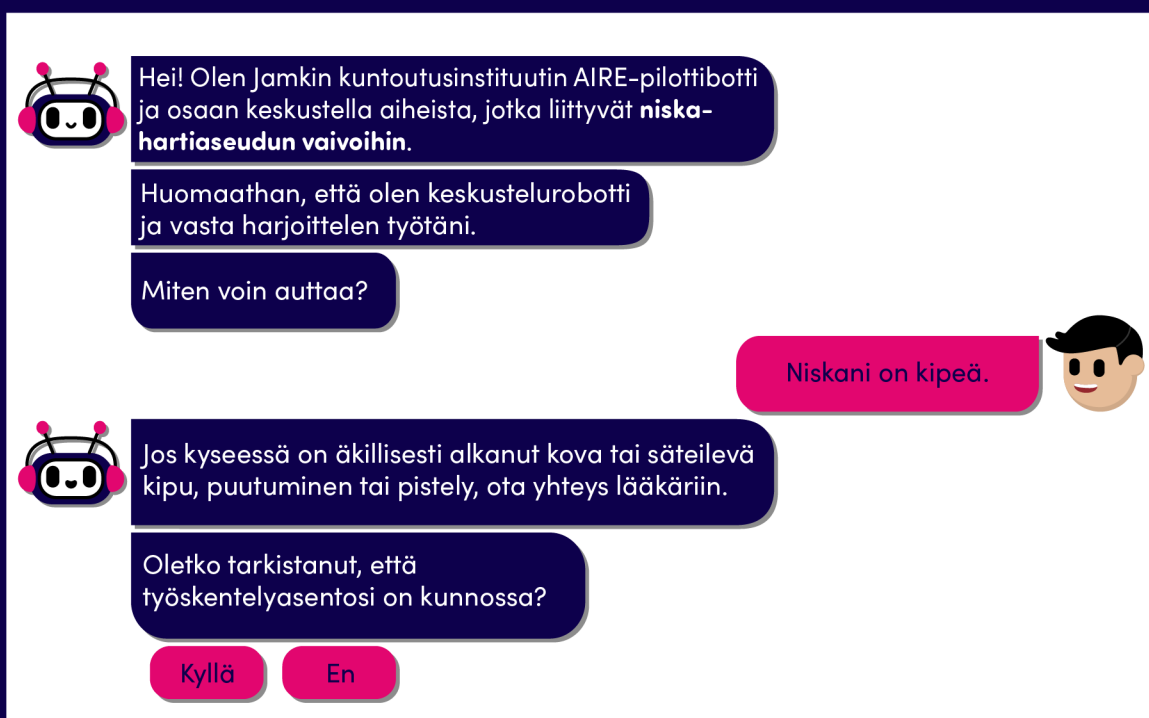 Hei! Olen Jamkin kuntoutusinstituutin AIRE-pilottibotti
ja osaan keskustella aiheista, jotka liittyvät niska-
hartiaseudun vaivoihin.
Huomaathan, että olen keskustelurobotti
ja vasta harjoittelen työtäni.
Miten voin auttaa?
Niskani on kipeä.
Jos kyseessä on äkillisesti alkanut kova tai säteilevä
kipu, puutuminen tai pistely, ota yhteys lääkäriin.
Oletko tarkistanut, että
työskentelyasentosi on kunnossa?
Kyllä En